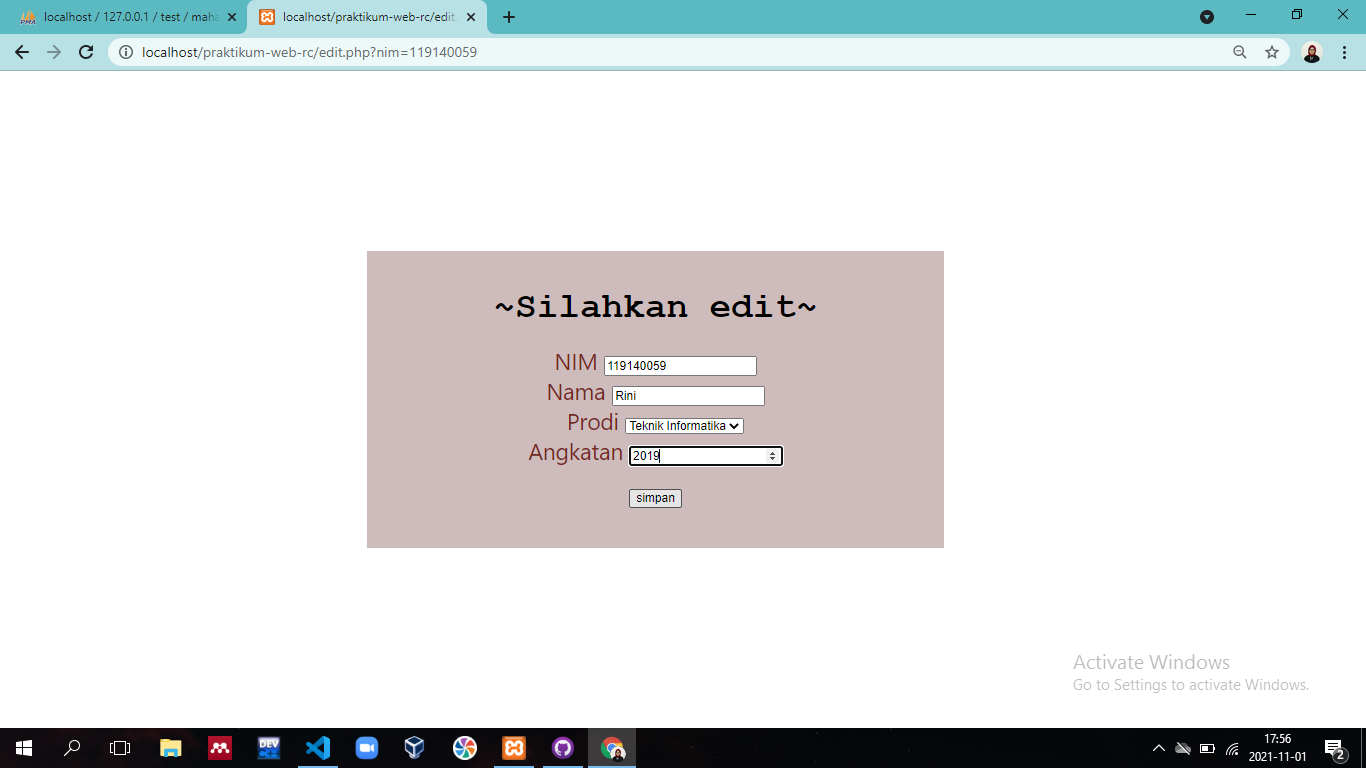 localhost / 127.0.0.1 / test / maha
localhost/praktikum-web-rc/edit.
localhost/praktikum-web-rc/edit.php?nim=119140059
~Silahkan edit~
NIM 119140059
Nama Rini
Prodi Teknik Informatika
Angkatan 2019
simpan
Activate Windows
Go to Settings to activate Windows.
DEV
17:56
2021-11-01
2